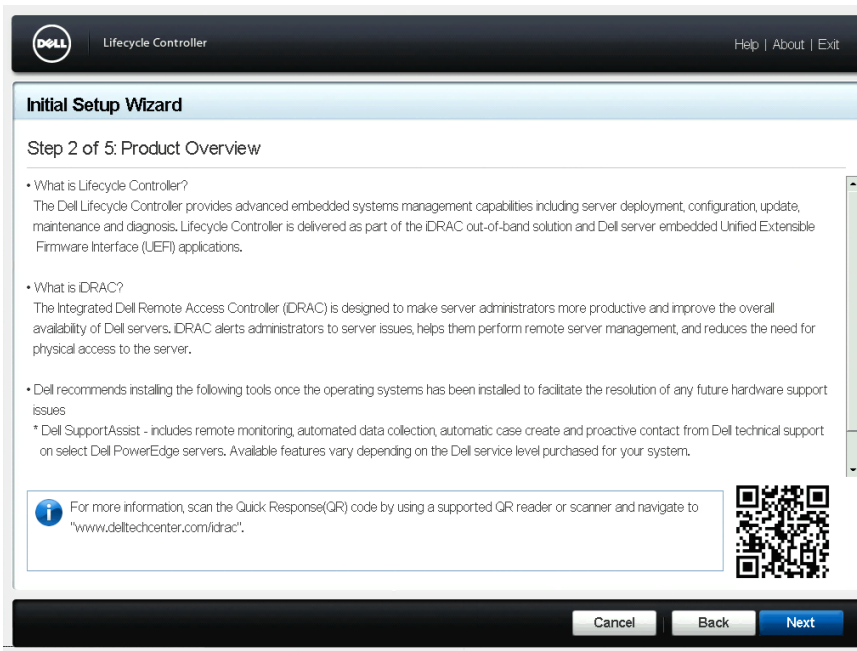 DELL
Lifecycle Controller
Help | About | Exit
Initial Setup Wizard
Step 2 of 5: Product Overview
• What is Lifecycle Controller?
The Dell Lifecycle Controller provides advanced embedded systems management capabilities including server deployment, configuration, update,
maintenance and diagnosis. Lifecycle Controller is delivered as part of the iDRAC out-of-band solution and Dell server embedded Unified Extensible
Firmware Interface (UEFI) applications.
• What is iDRAC?
The Integrated Dell Remote Access Controller (iDRAC) is designed to make server administrators more productive and improve the overall
availability of Dell servers. iDRAC alerts administrators to server issues, helps them perform remote server management, and reduces the need for
physical access to the server.
• Dell recommends installing the following tools once the operating systems has been installed to facilitate the resolution of any future hardware support
issues
* Dell SupportAssist - includes remote monitoring, automated data collection, automatic case create and proactive contact from Dell technical support
on select Dell PowerEdge servers. Available features vary depending on the Dell service level purchased for your system.
For more information, scan the Quick Response(QR) code by using a supported QR reader or scanner and navigate to
"www.delltechcenter.com/idrac".
Cancel
Back
Next